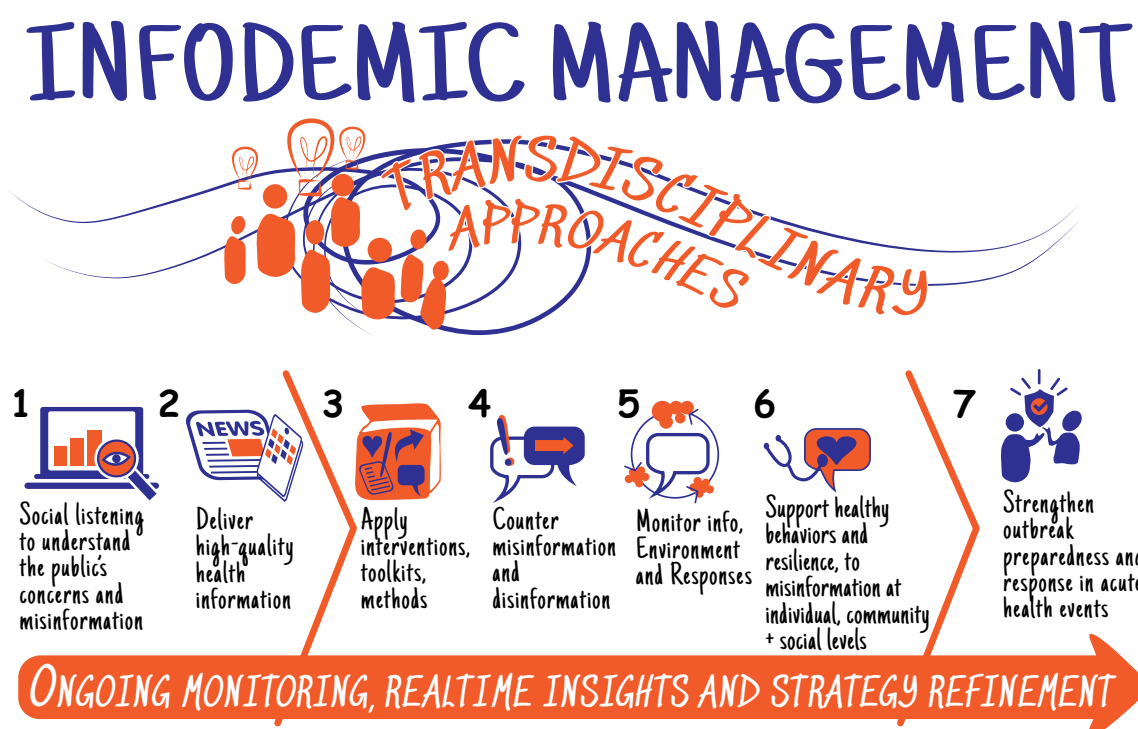 INFODEMIC MANAGEMENT
TRANSDISCIPLINARY
APPROACHES
1
Social listening
to understand
the public's
concerns and
misinformation
2
NEWS
Deliver
high-quality
health
information
3
Apply
interventions,
toolkits,
methods
4
Counter
misinformation
and
disinformation
5
Monitor info,
Environment
and Responses
6
Support healthy
behaviors and
resilience, to
misinformation at
individual, community
+ social levels
7
Strengthen
outbreak
preparedness and
response in acute
health events
ONGOING MONITORING, REALTIME INSIGHTS AND STRATEGY REFINEMENT